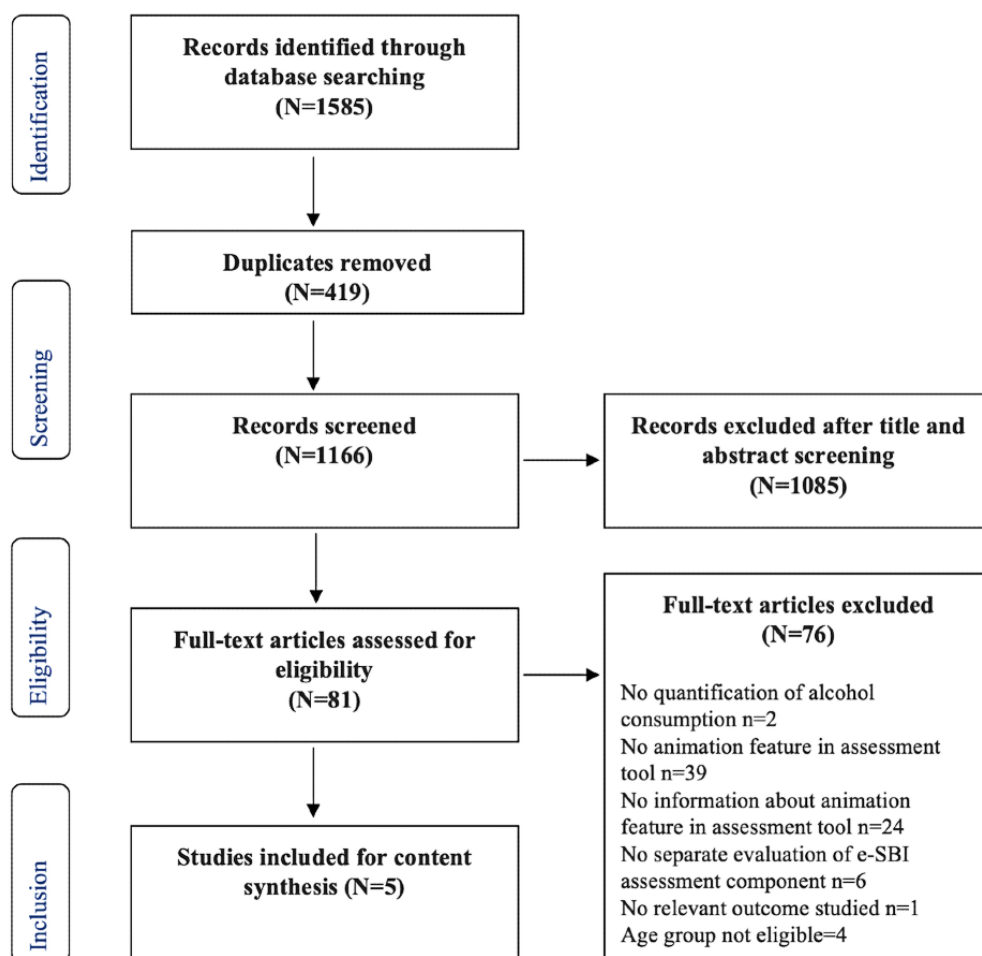 Identification
Records identified through
database searching
(N=1585)
Duplicates removed
(N=419)
Screening
Records screened
(N=1166)
Records excluded after title and
abstract screening
(N=1085)
Eligibility
Full-text articles assessed for
eligibility
(N=81)
Full-text articles excluded
(N=76)
No quantification of alcohol
consumption n=2
No animation feature in assessment
tool n=39
No information about animation
feature in assessment tool n=24
No separate evaluation of e-SBI
assessment component n=6
No relevant outcome studied n=1
Age group not eligible=4
Inclusion
Studies included for content
synthesis (N=5)